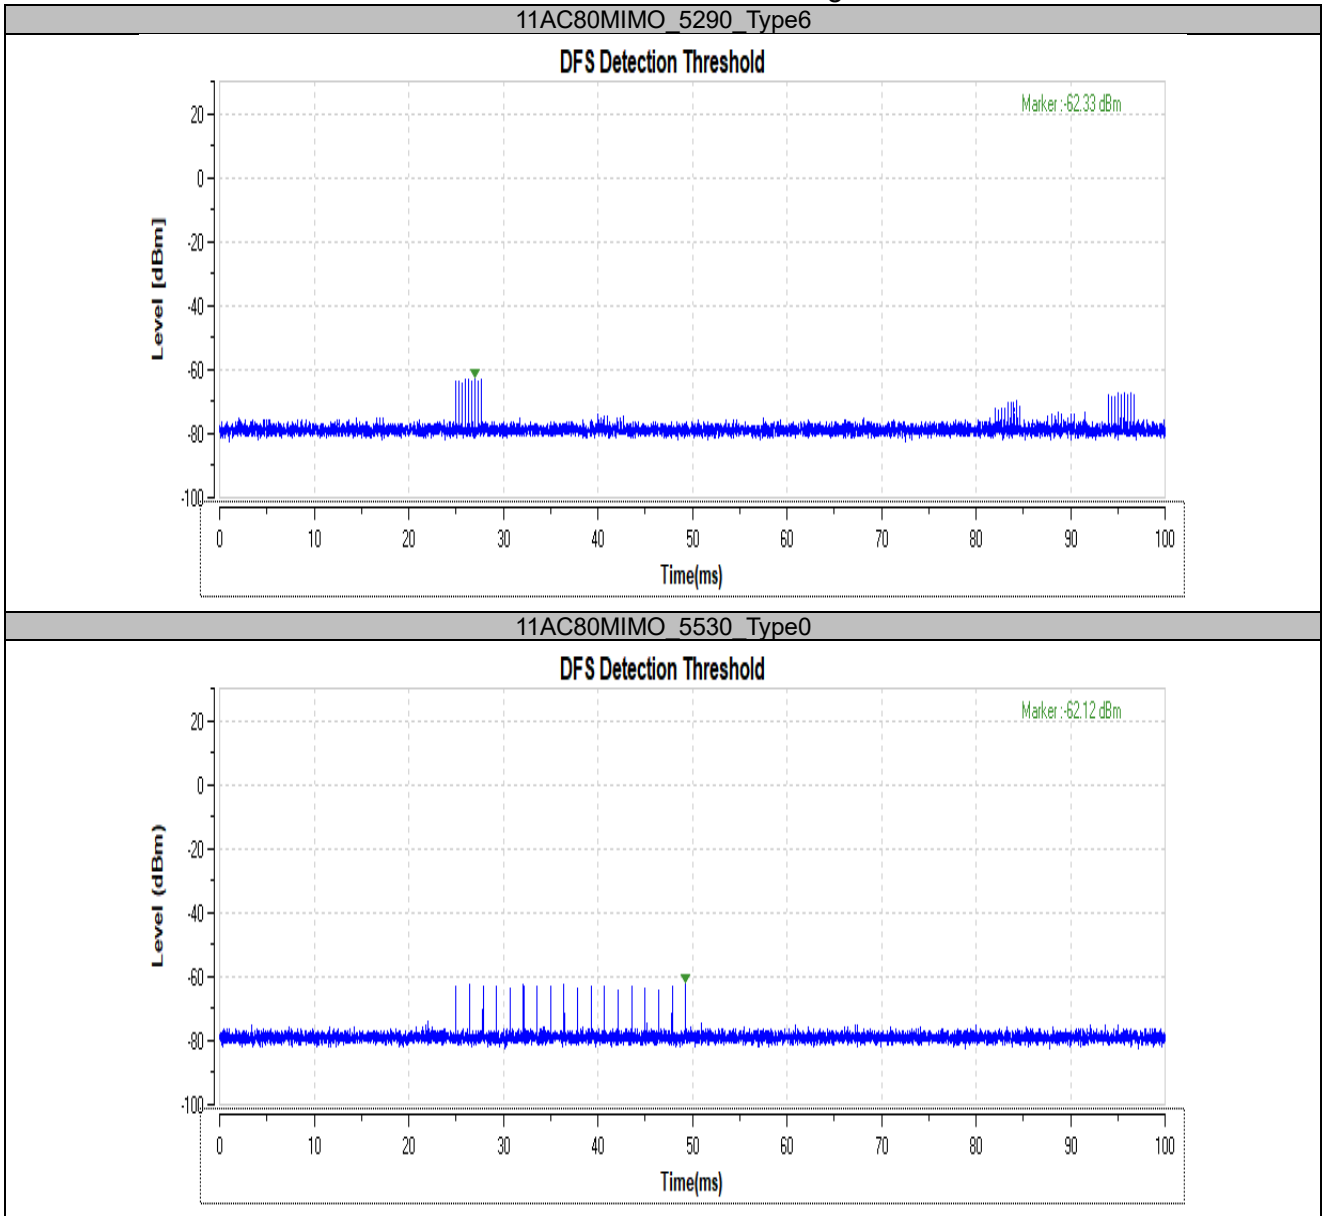 11AC80MIMO_5290_Type6
DFS Detection Threshold
Marker :-62.33 dBm
20
0
-20
-40
-60
-80
-100
Level [dBm]
0 10 20 30 40 50 60 70 80 90 100
Time(ms)
11AC80MIMO_5530_Type0
DFS Detection Threshold
Marker :-62.12 dBm
20
0
-20
-40
-60
-80
-100
Level (dBm)
0 10 20 30 40 50 60 70 80 90 100
Time(ms)